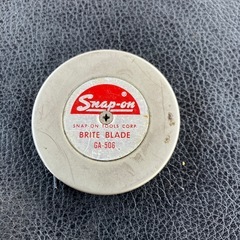 Snap-on
SNAP-ON TOOLS CORP.
BRITE BLADE
GA-506